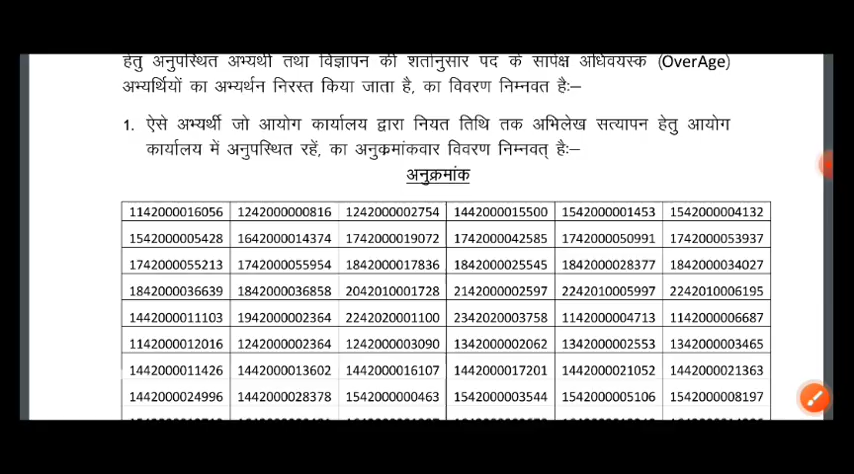 हेतु अनुपस्थित अभ्यर्थी तथा विज्ञापन की शर्तानुसार पद के सापेक्ष अधिवयस्क (OverAge)
अभ्यर्थियों का अभ्यर्थन निरस्त किया जाता है, का विवरण निम्नवत है:–
1. ऐसे अभ्यर्थी जो आयोग कार्यालय द्वारा नियत तिथि तक अभिलेख सत्यापन हेतु आयोग
कार्यालय में अनुपस्थित रहें, का अनुक्रमांकवार विवरण निम्नवत् है:–
अनुक्रमांक
1142000016056 1242000000816 1242000002754 1442000015500 1542000001453 1542000004132
1542000005428 1642000014374 1742000019072 1742000042585 1742000050991 1742000053937
1742000055213 1742000055954 1842000017836 1842000025545 1842000028377 1842000034027
1842000036639 1842000036858 2042010001728 2142000002597 2242010005997 2242010006195
1442000011103 1942000002364 2242020001100 2342020003758 1142000004713 1142000006687
1142000012016 1242000002364 1242000003090 1342000002062 1342000002553 1342000003465
1442000011426 1442000013602 1442000016107 1442000017201 1442000021052 1442000021363
1442000024996 1442000028378 1542000000463 1542000003544 1542000005106 1542000008197